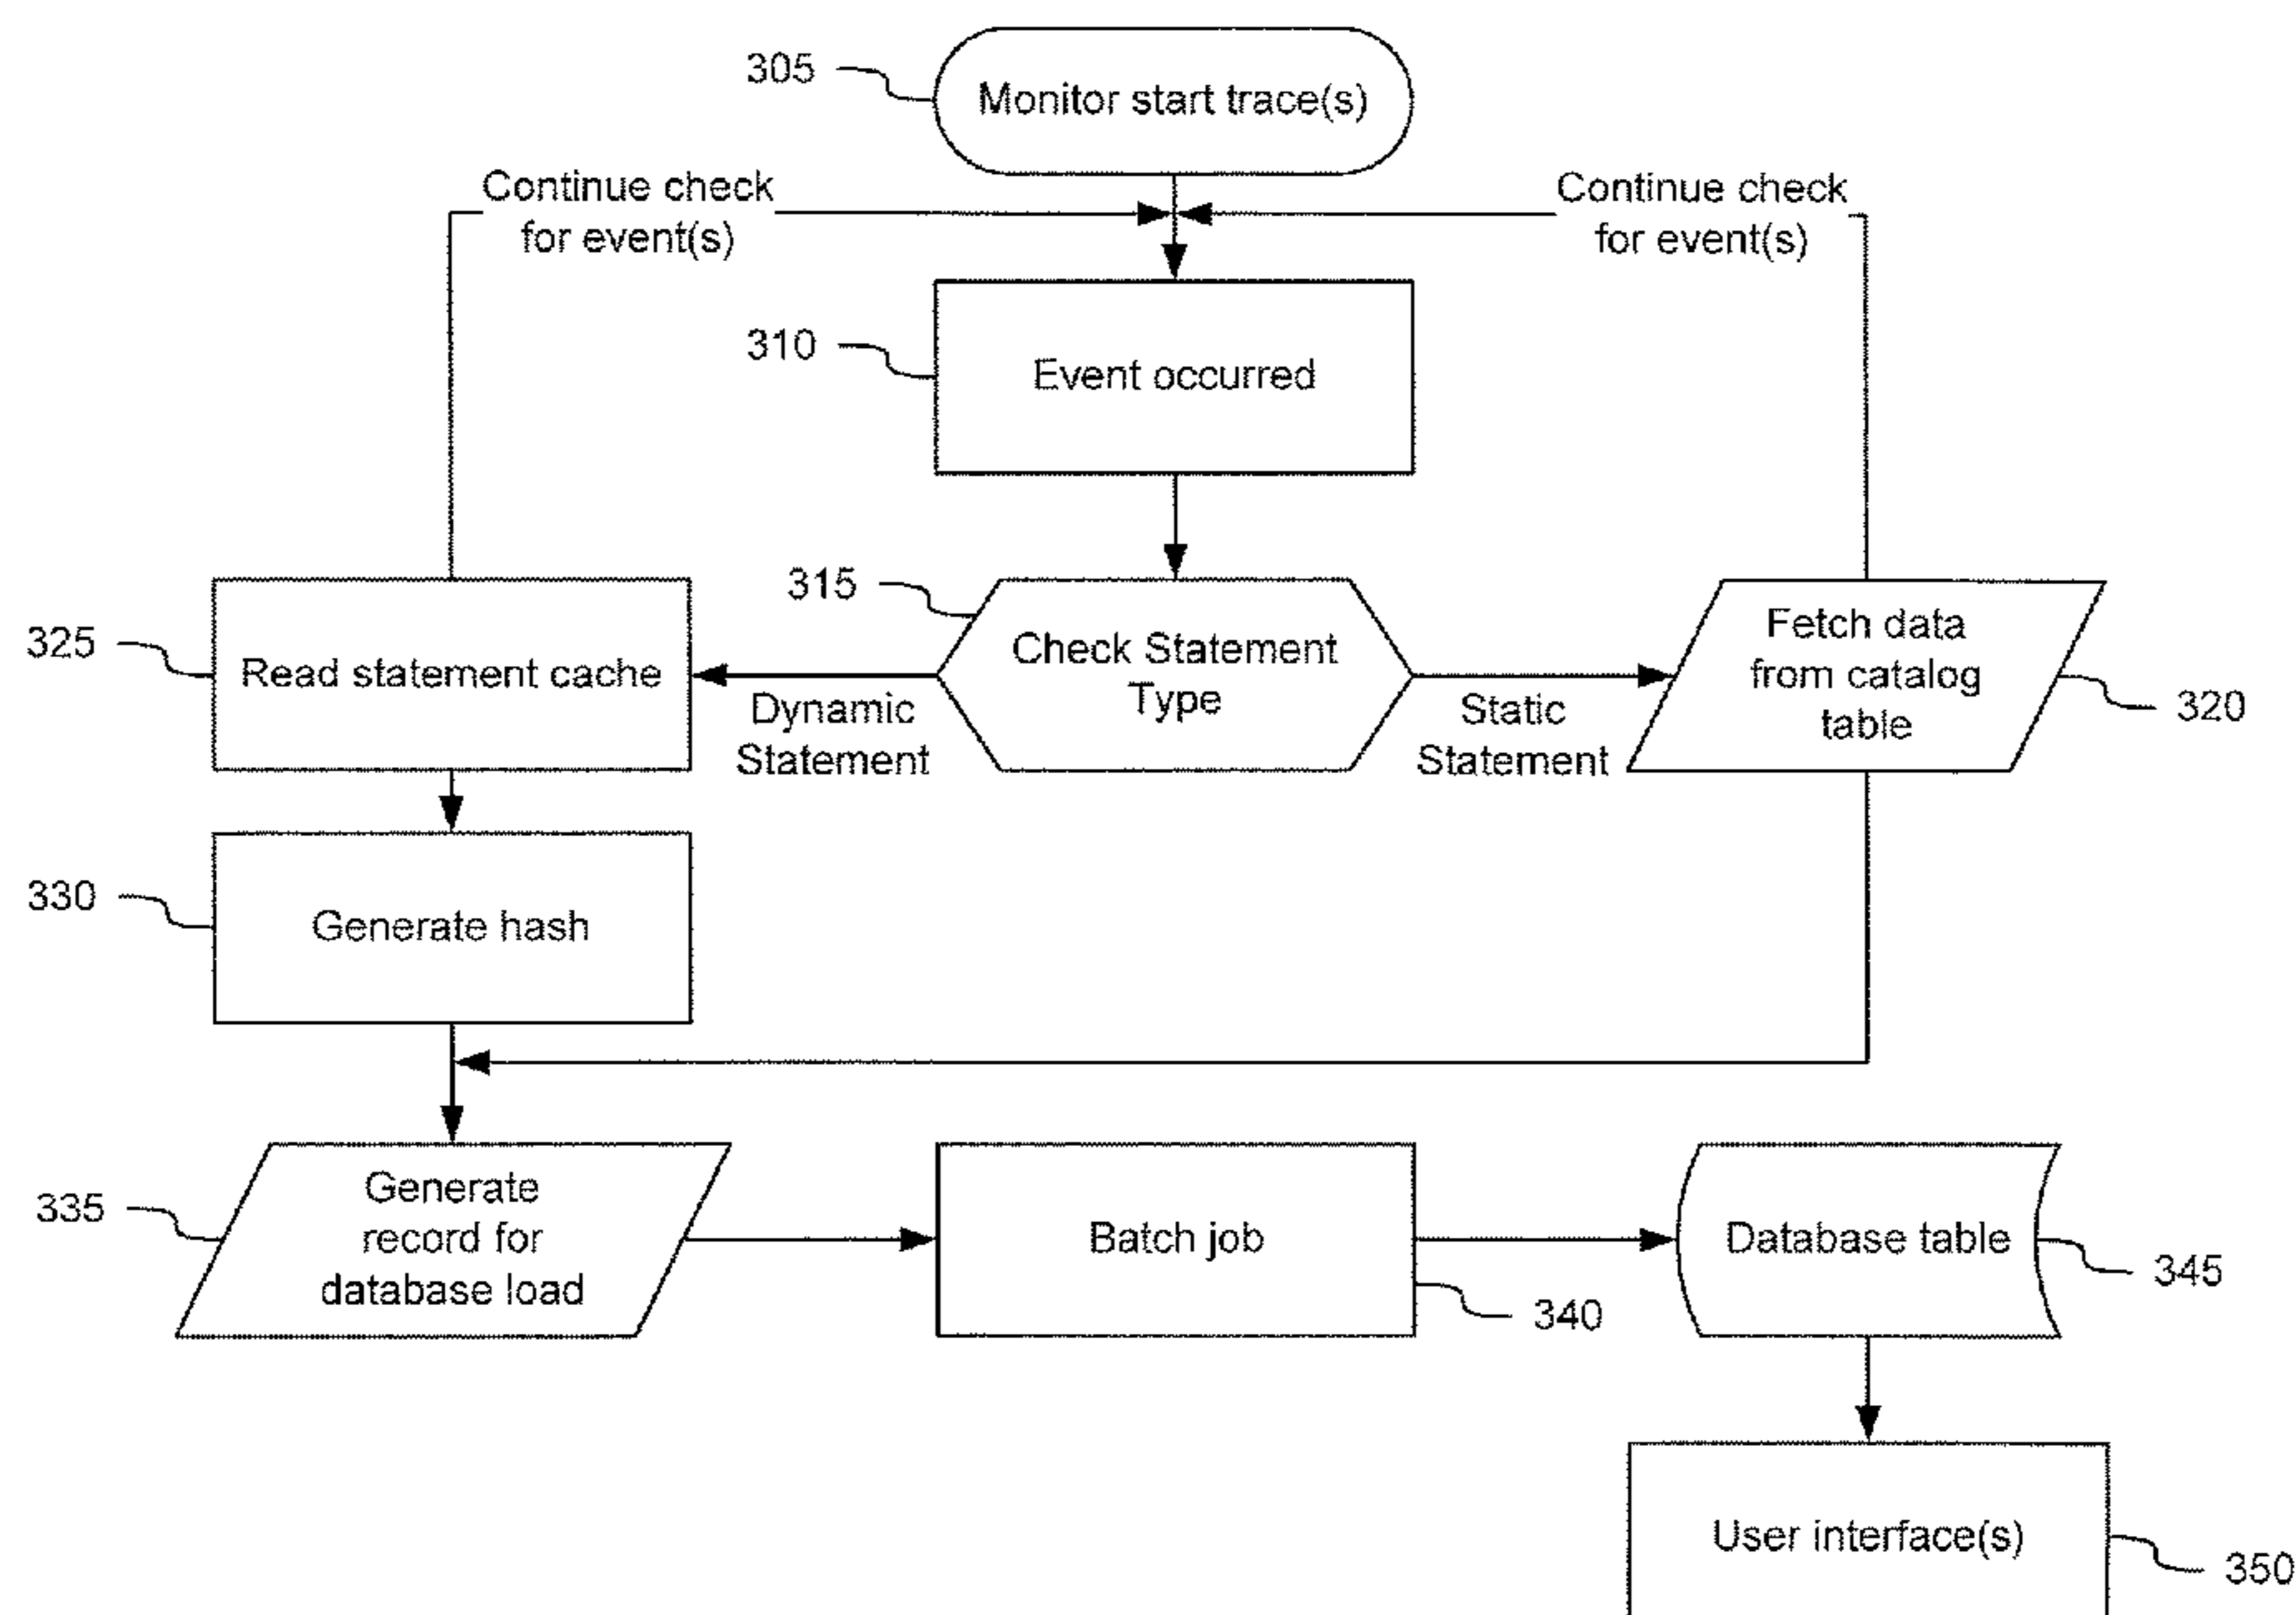 305
Monitor start trace(s)
Continue check
for event(s)
Continue check
for event(s)
310
Event occurred
315
Check Statement
Type
325
Read statement cache
Dynamic
Statement
Static
Statement
Fetch data
from catalog
table
320
330
Generate hash
335
Generate
record for
database load
Batch job
340
Database table
345
User interface(s)
350